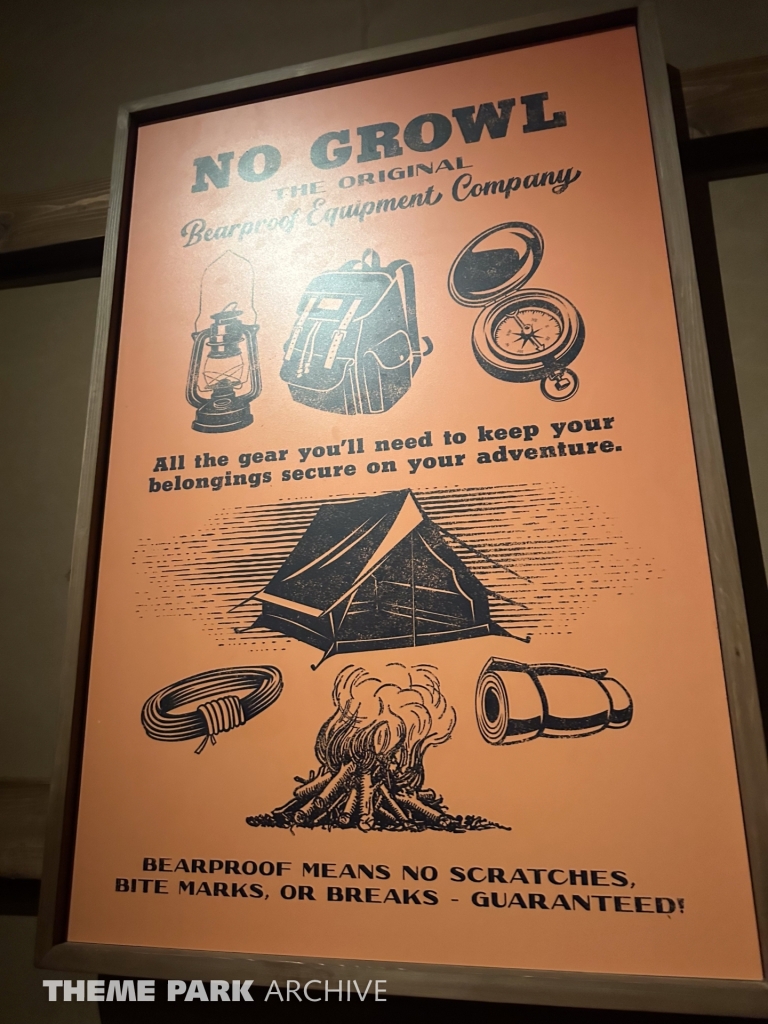 NO GROWL
THE ORIGINAL
Bearproof Equipment Company
All the gear you'll need to keep your
belongings secure on your adventure.
BEARPROOF MEANS NO SCRATCHES,
BITE MARKS, OR BREAKS - GUARANTEED!
THEME PARK ARCHIVE